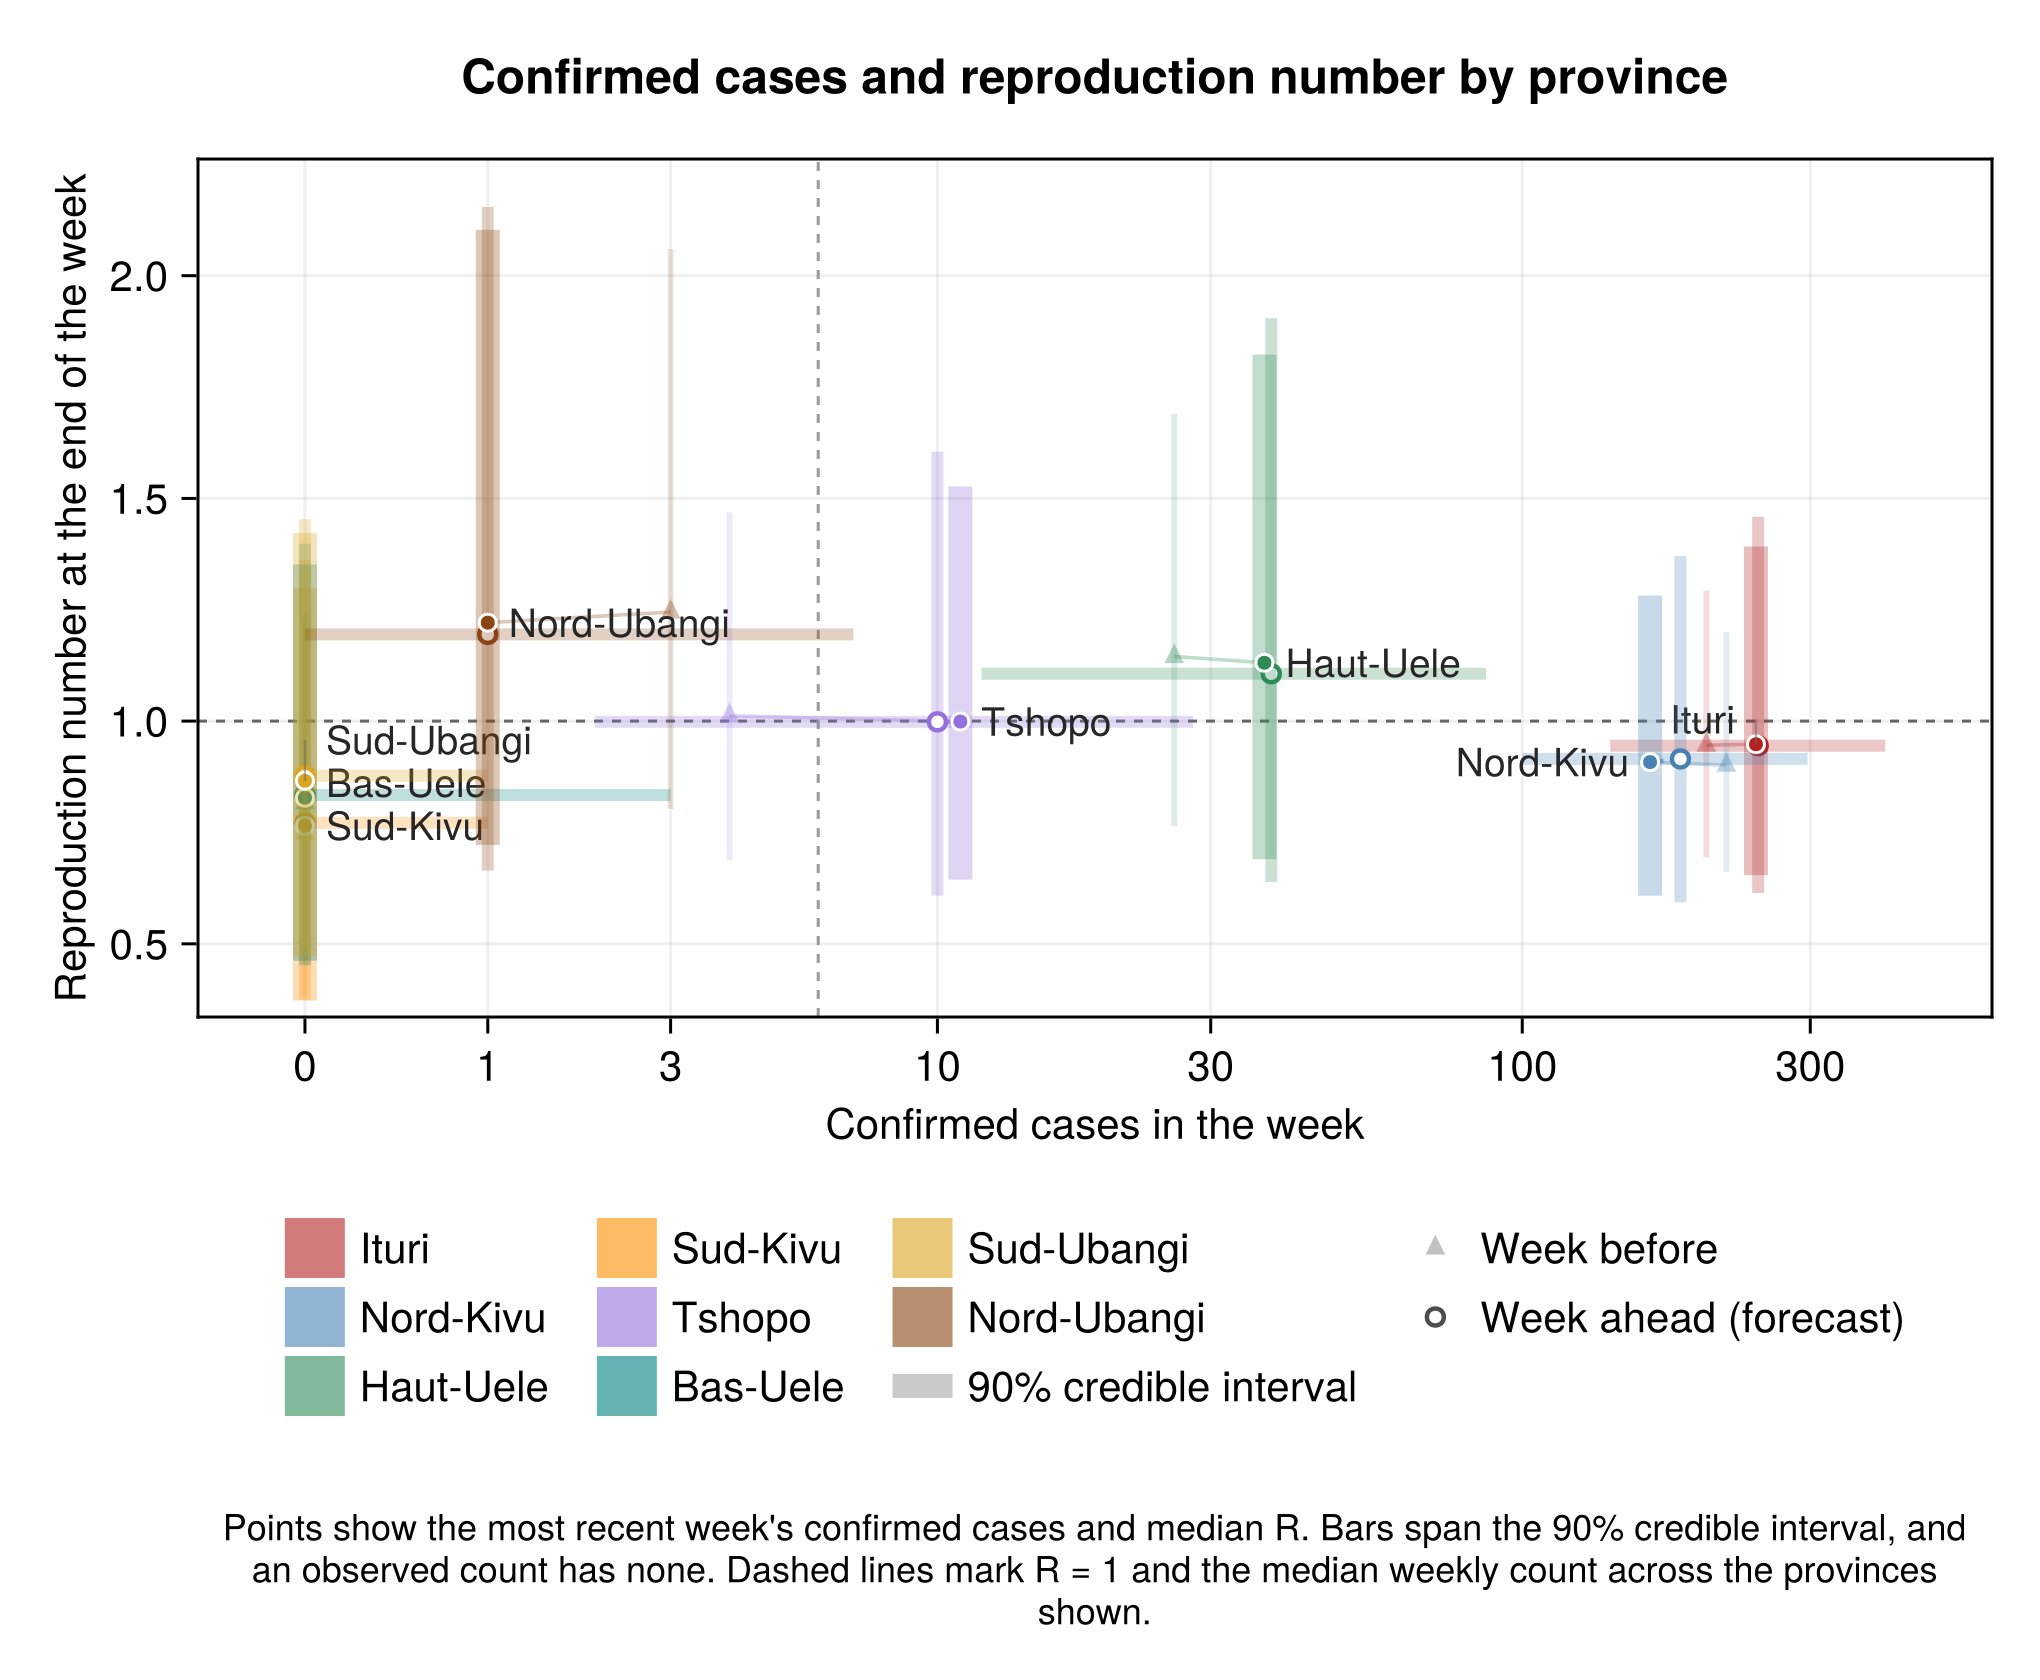 Confirmed cases and reproduction number by province
Reproduction number at the end of the week
2.0
1.5
1.0
0.5
Nord-Ubangi
Haut-Uele
Tshopo
Ituri
Sud-Ubangi
Nord-Kivu
Bas-Uele
Sud-Kivu
0 1 3 10 30 100 300
Confirmed cases in the week
Ituri Sud-Kivu Sud-Ubangi Week before
Nord-Kivu Tshopo Nord-Ubangi Week ahead (forecast)
Haut-Uele Bas-Uele 90% credible interval
Points show the most recent week's confirmed cases and median R. Bars span the 90% credible interval, and
an observed count has none. Dashed lines mark R = 1 and the median weekly count across the provinces
shown.